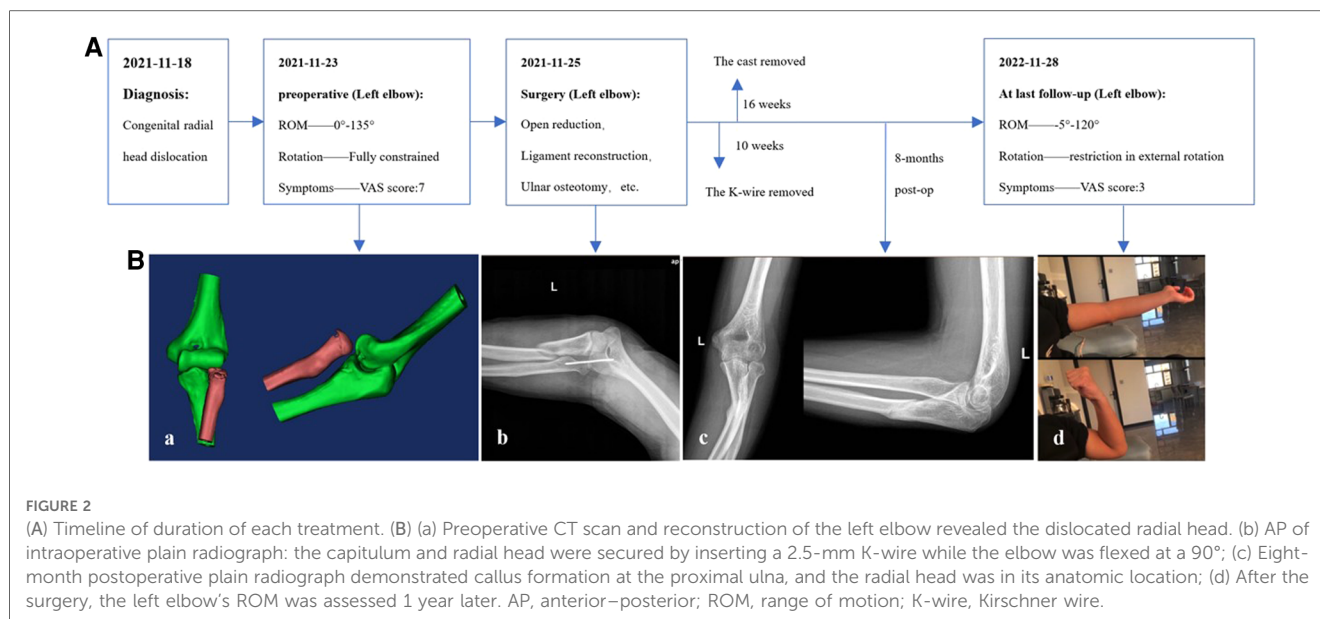 A
2021-11-18
Diagnosis:
Congenital radial
head dislocation
2021-11-23
preoperative (Left elbow):
ROM——0°-135°
Rotation——Fully constrained
Symptoms——VAS score:7
2021-11-25
Surgery (Left elbow):
Open reduction、
Ligament reconstruction、
Ulnar osteotomy、etc.
The cast removed
16 weeks
10 weeks
The K-wire removed
8-months
post-op
2022-11-28
At last follow-up (Left elbow):
ROM——-5°-120°
Rotation——restriction in external rotation
Symptoms——VAS score:3
B
a
ap
L
b
L
L
c
d
FIGURE 2
(A) Timeline of duration of each treatment. (B) (a) Preoperative CT scan and reconstruction of the left elbow revealed the dislocated radial head. (b) AP of
intraoperative plain radiograph: the capitulum and radial head were secured by inserting a 2.5-mm K-wire while the elbow was flexed at a 90°; (c) Eight-
month postoperative plain radiograph demonstrated callus formation at the proximal ulna, and the radial head was in its anatomic location; (d) After the
surgery, the left elbow's ROM was assessed 1 year later. AP, anterior–posterior; ROM, range of motion; K-wire, Kirschner wire.